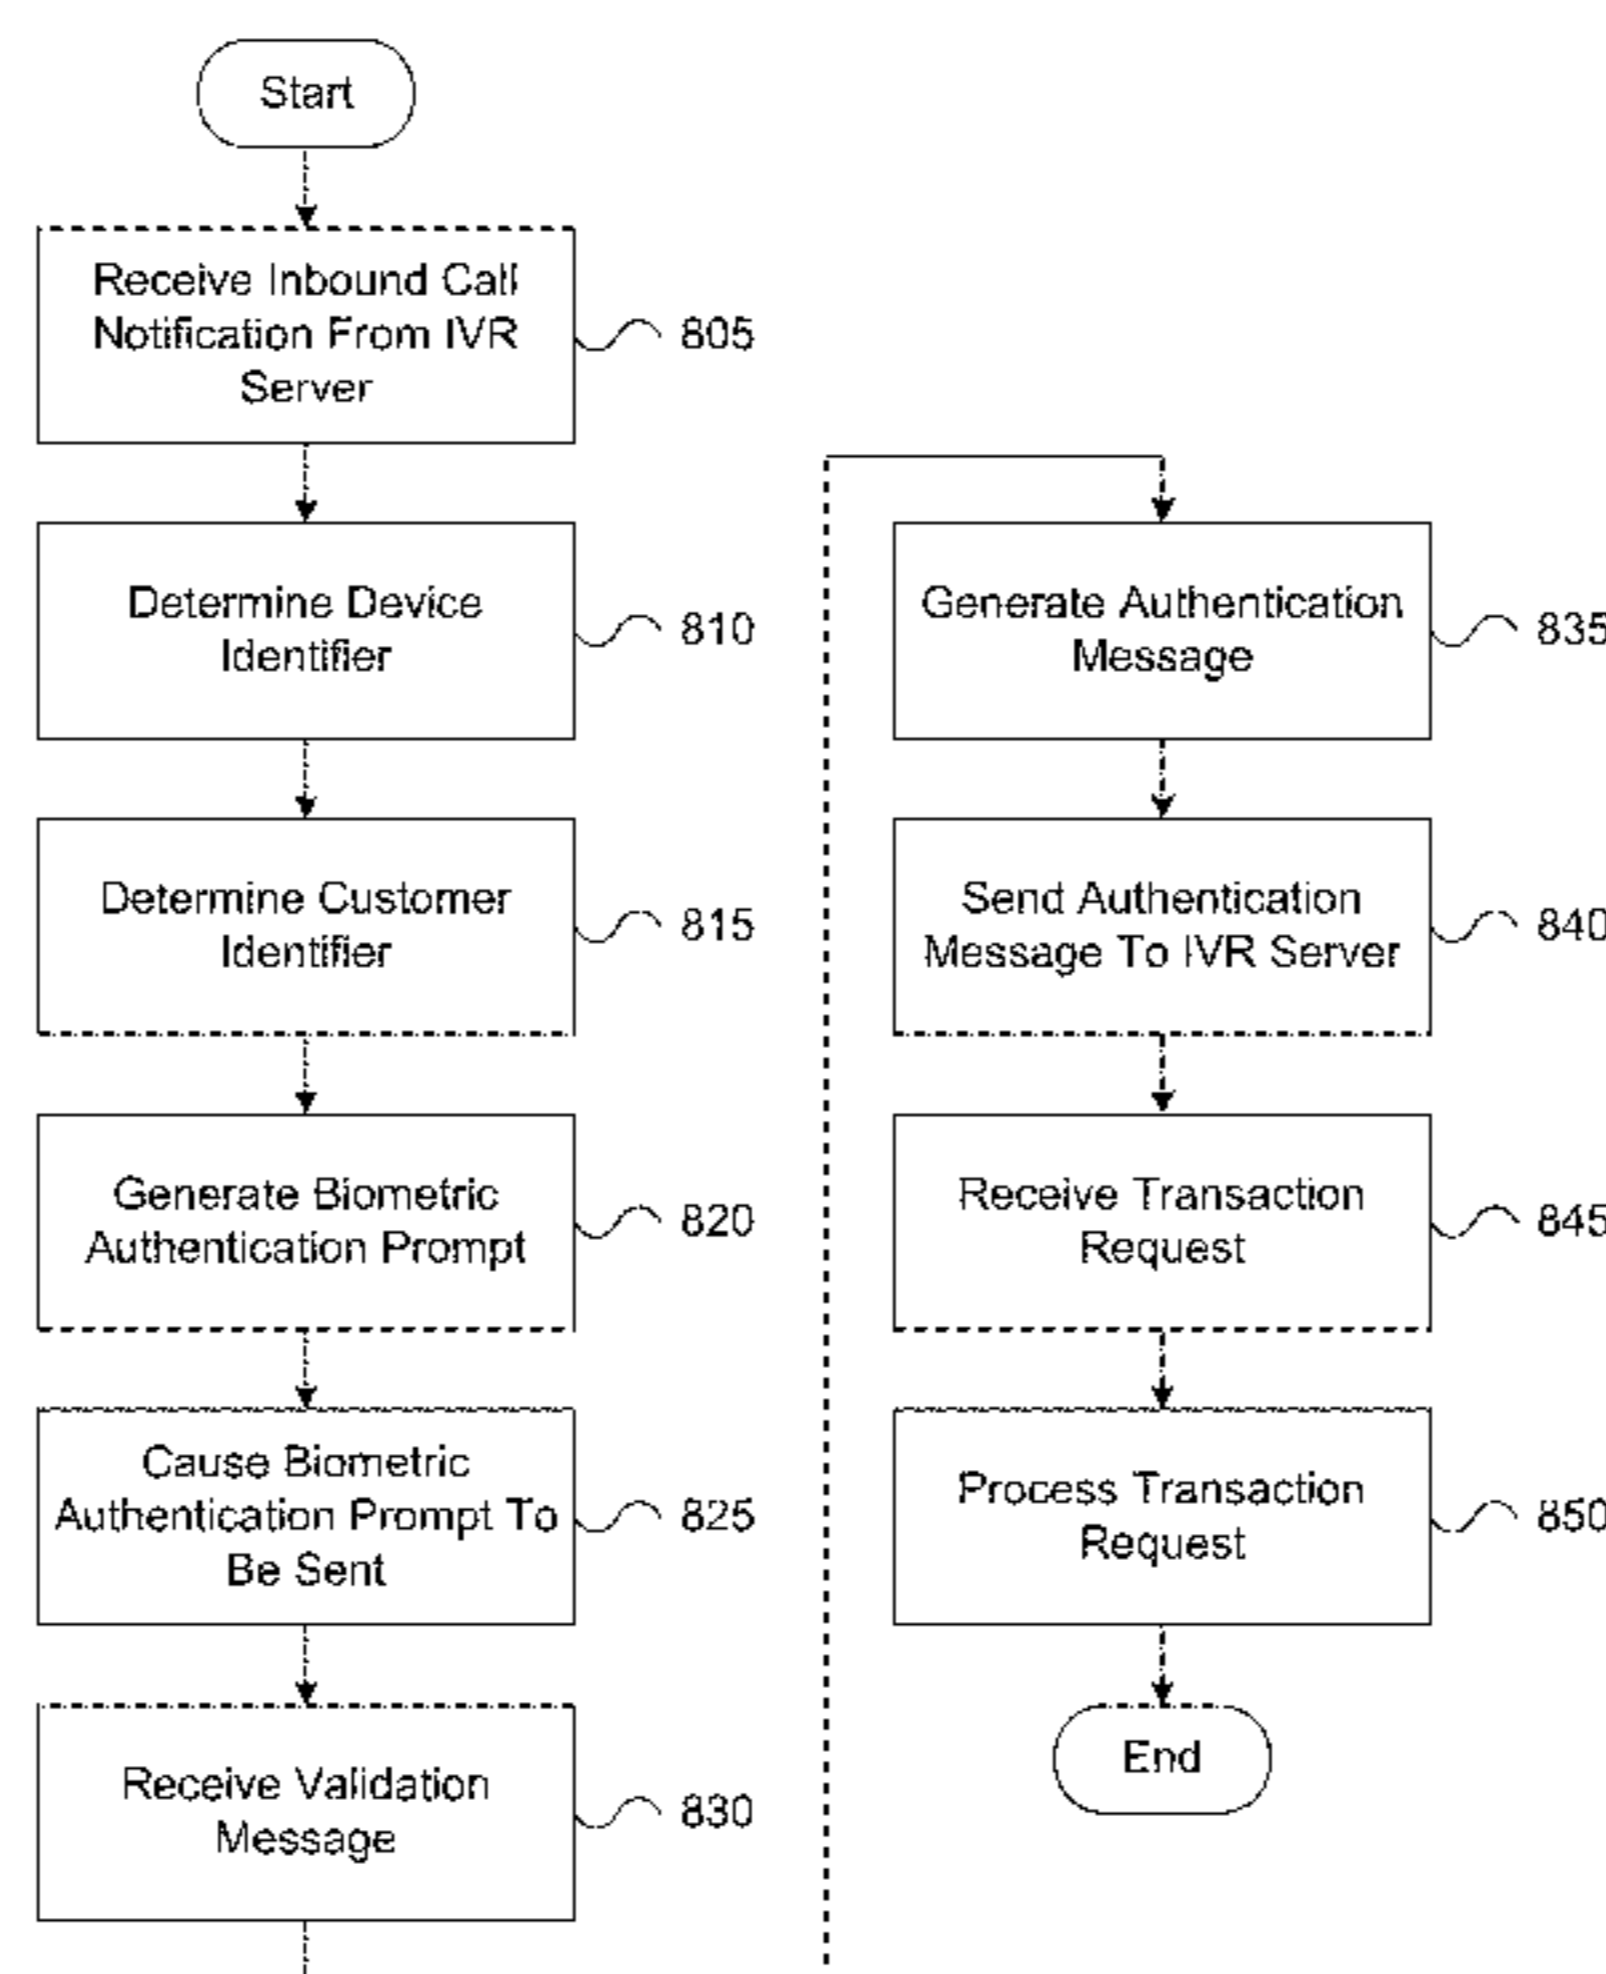 Start
Receive Inbound Call
Notification From IVR
Server
805
Determine Device
Identifier
810
Determine Customer
Identifier
815
Generate Biometric
Authentication Prompt
820
Cause Biometric
Authentication Prompt To
Be Sent
825
Receive Validation
Message
830
Generate Authentication
Message
835
Send Authentication
Message To IVR Server
840
Receive Transaction
Request
845
Process Transaction
Request
850
End